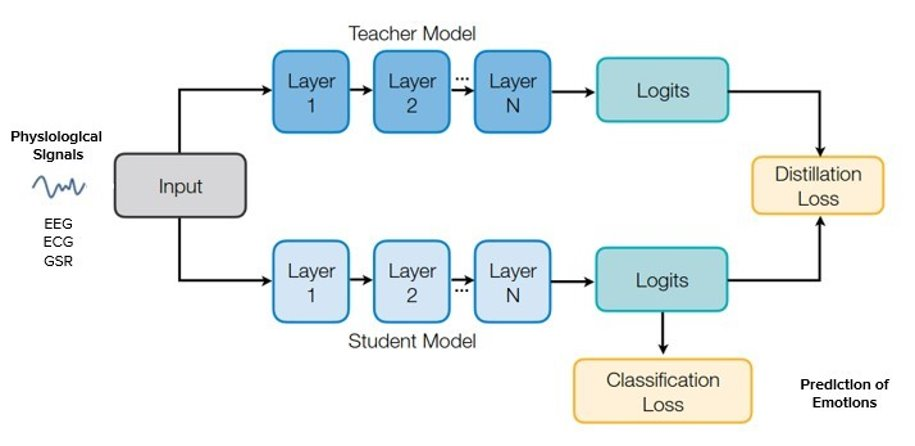 Teacher Model
Layer
1
Layer
2
...
Layer
N
Logits
Physiological
Signals
EEG
ECG
GSR
Input
Distillation
Loss
Layer
1
Layer
2
...
Layer
N
Logits
Student Model
Classification
Loss
Prediction of
Emotions